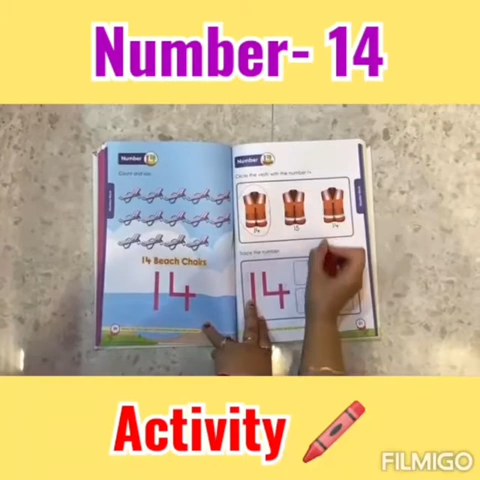 Number- 14
Number
Count and say.
14 Beach Chairs
14
Number
Circle the vests with the number 14.
14
Trace the number.
14
Activity
FILMIGO